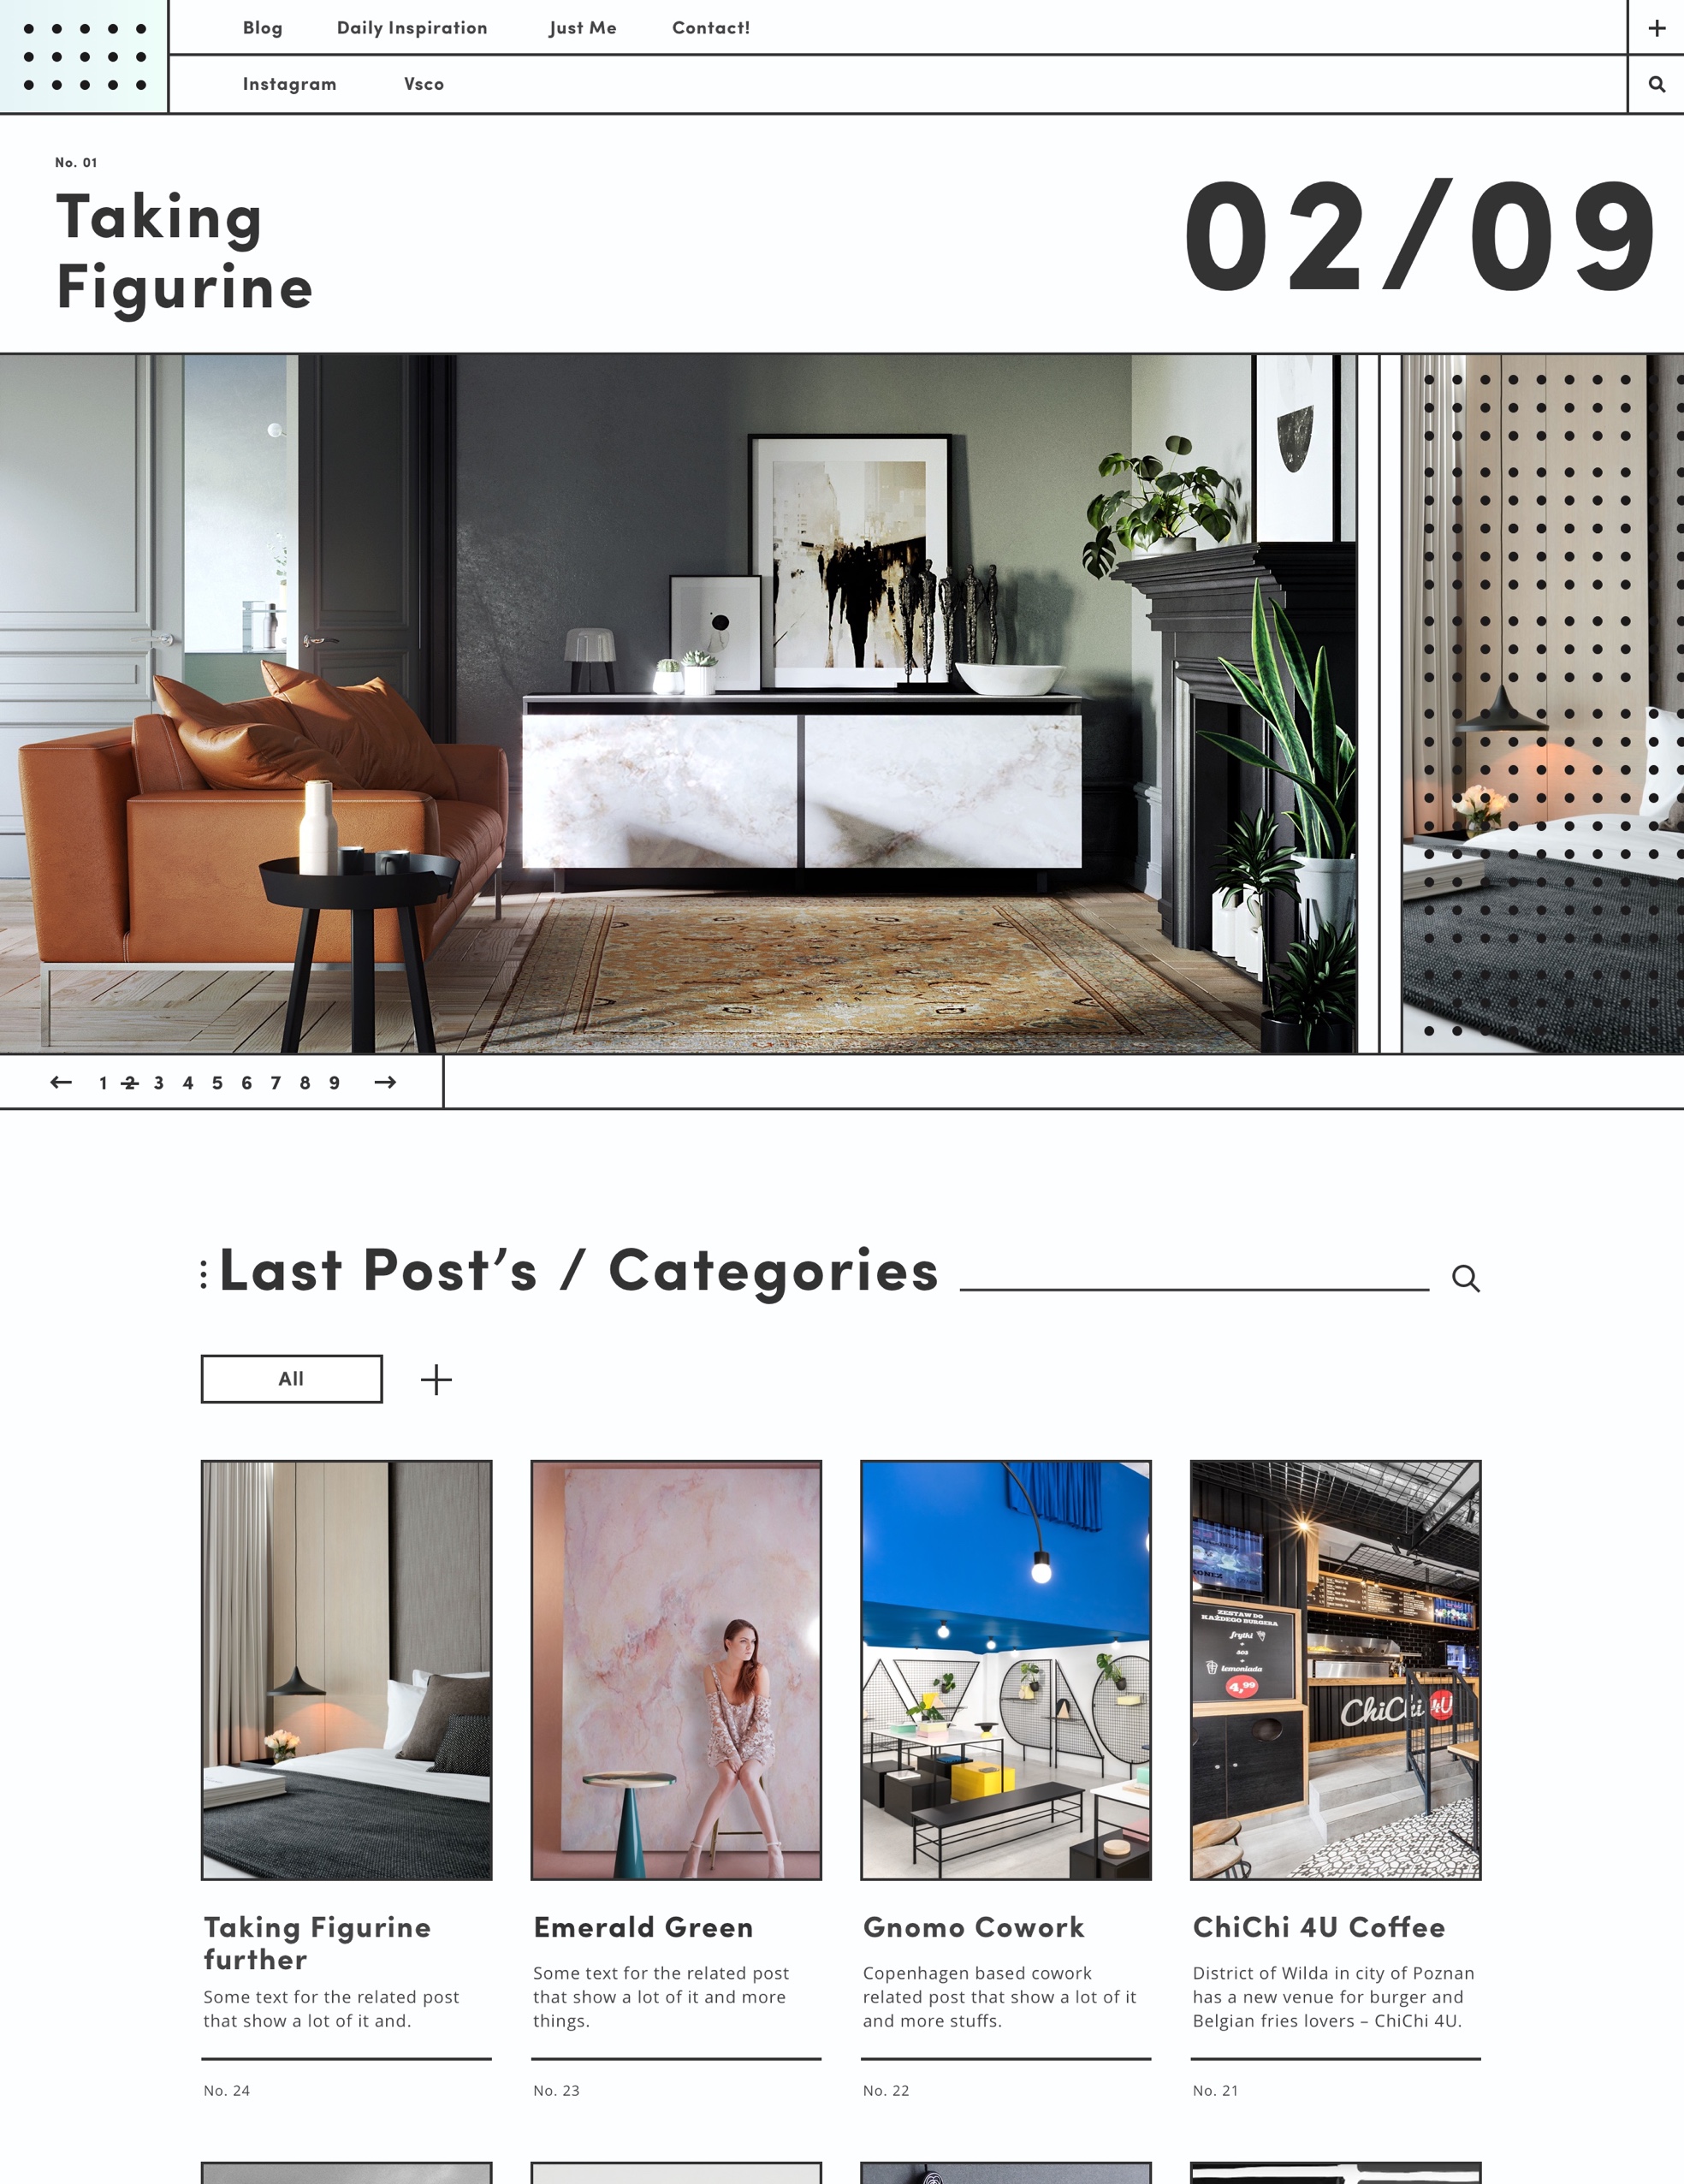 Blog Daily Inspiration Just Me Contact!
Instagram Vsco
No. 01
Taking
Figurine
02/09
1 2 3 4 5 6 7 8 9
Last Post’s / Categories
All
ZESTAW DO
KAŻDEGO BURGERA
frytki
+
sos
+
lemoniada
4,99
ChiChi 4U
Taking Figurine
further
Some text for the related post
that show a lot of it and.
No. 24
Emerald Green
Some text for the related post
that show a lot of it and more
things.
No. 23
Gnomo Cowork
Copenhagen based cowork
related post that show a lot of it
and more stuffs.
No. 22
ChiChi 4U Coffee
District of Wilda in city of Poznan
has a new venue for burger and
Belgian fries lovers – ChiChi 4U.
No. 21